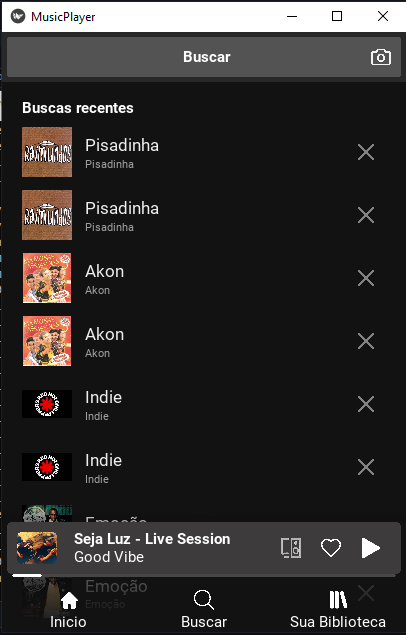 MusicPlayer
Buscar
Buscas recentes
Pisadinha
Pisadinha
Pisadinha
Pisadinha
Akon
Akon
Akon
Akon
Indie
Indie
Indie
Indie
Emoção
Seja Luz - Live Session
Good Vibe
Emoção
Emoção
Inicio
Buscar
Sua Biblioteca